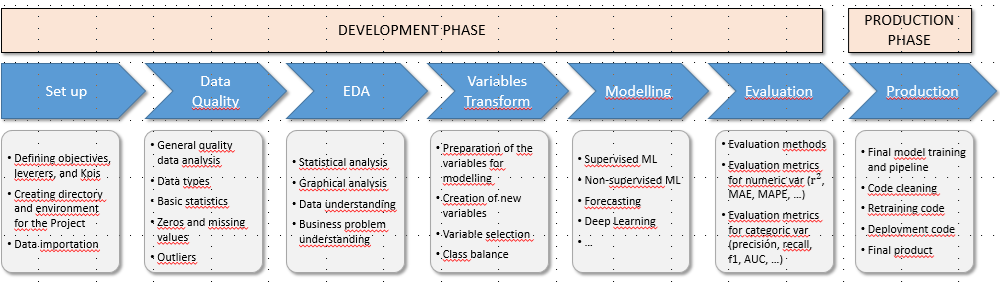 DEVELOPMENT PHASE
PRODUCTION
PHASE
Set up
Data
Quality
EDA
Variables
Transform
Modelling
Evaluation
Production
• Defining objectives,
leverers, and Kpis
• Creating directory
and environment
for the Project
• Data importation
• General quality
data analysis
• Data types
• Basic statistics
• Zeros and missing
values
• Outliers
• Statistical analysis
• Graphical analysis
• Data understanding
• Business problem
understanding
• Preparation of the
variables for
modelling
• Creation of new
variables
• Variable selection
• Class balance
• Supervised ML
• Non-supervised ML
• Forecasting
• Deep Learning
• ...
• Evaluation methods
• Evaluation metrics
for numeric var (r²,
MAE, MAPE, ...)
• Evaluation metrics
for categoric var
(precisión, recall,
f1, AUC, ...)
• Final model training
and pipeline
• Code cleaning
• Retraining code
• Deployment code
• Final product